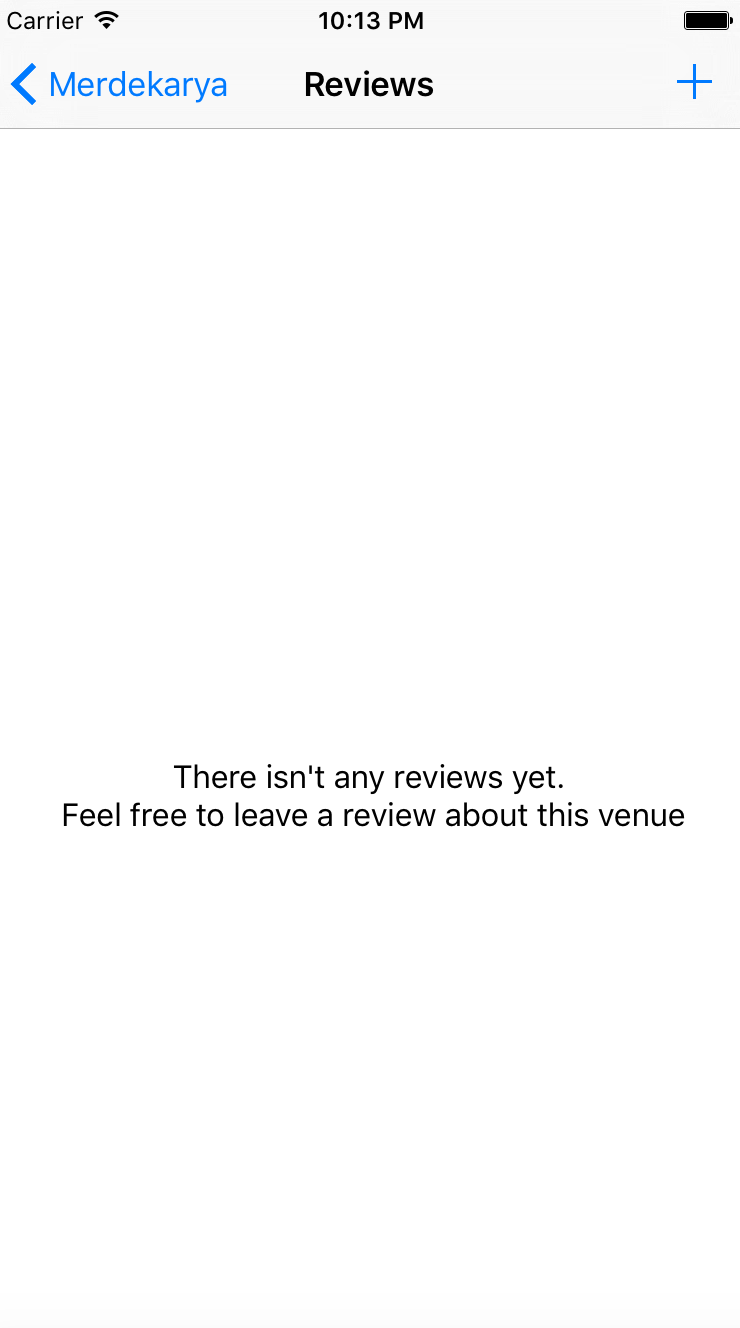 Carrier 10:13 PM
Merdekarya Reviews
There isn't any reviews yet.
Feel free to leave a review about this venue